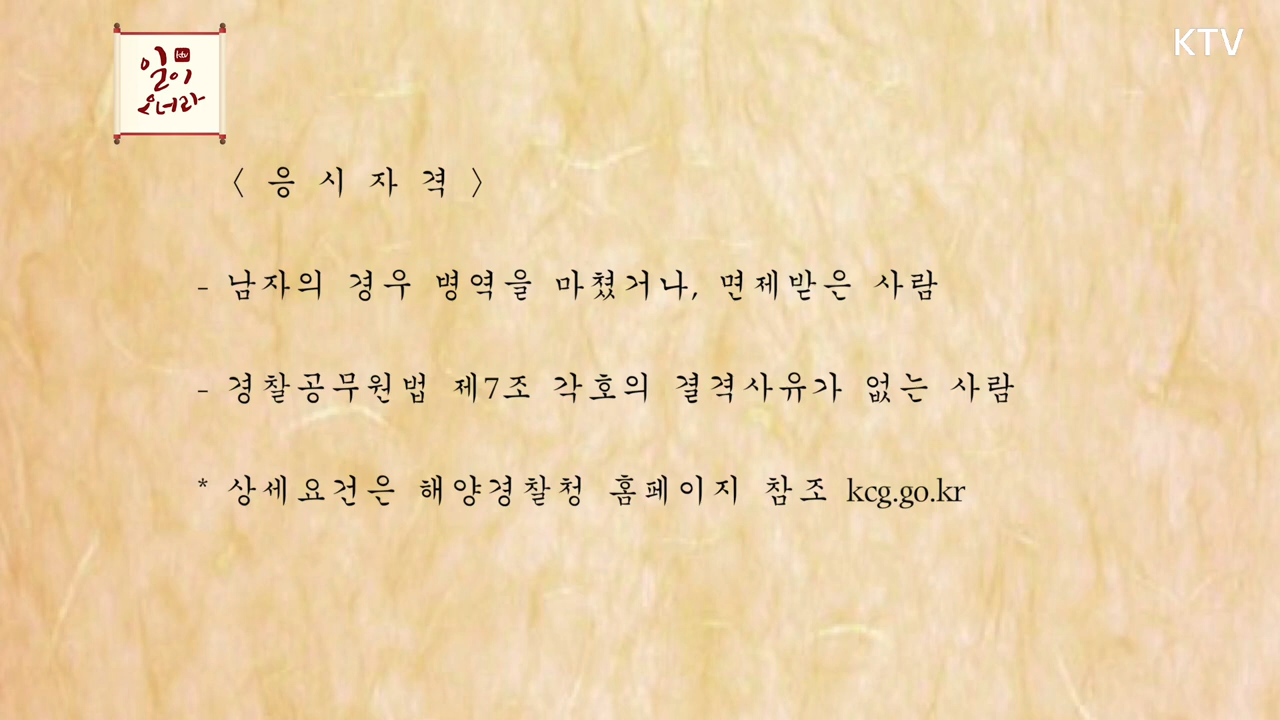 KTV
ktv
일이
오너라
〈 응 시 자 격 〉
- 남자의 경우 병역을 마쳤거나, 면제받은 사람
- 경찰공무원법 제7조 각호의 결격사유가 없는 사람
* 상세요건은 해양경찰청 홈페이지 참조 kcg.go.kr